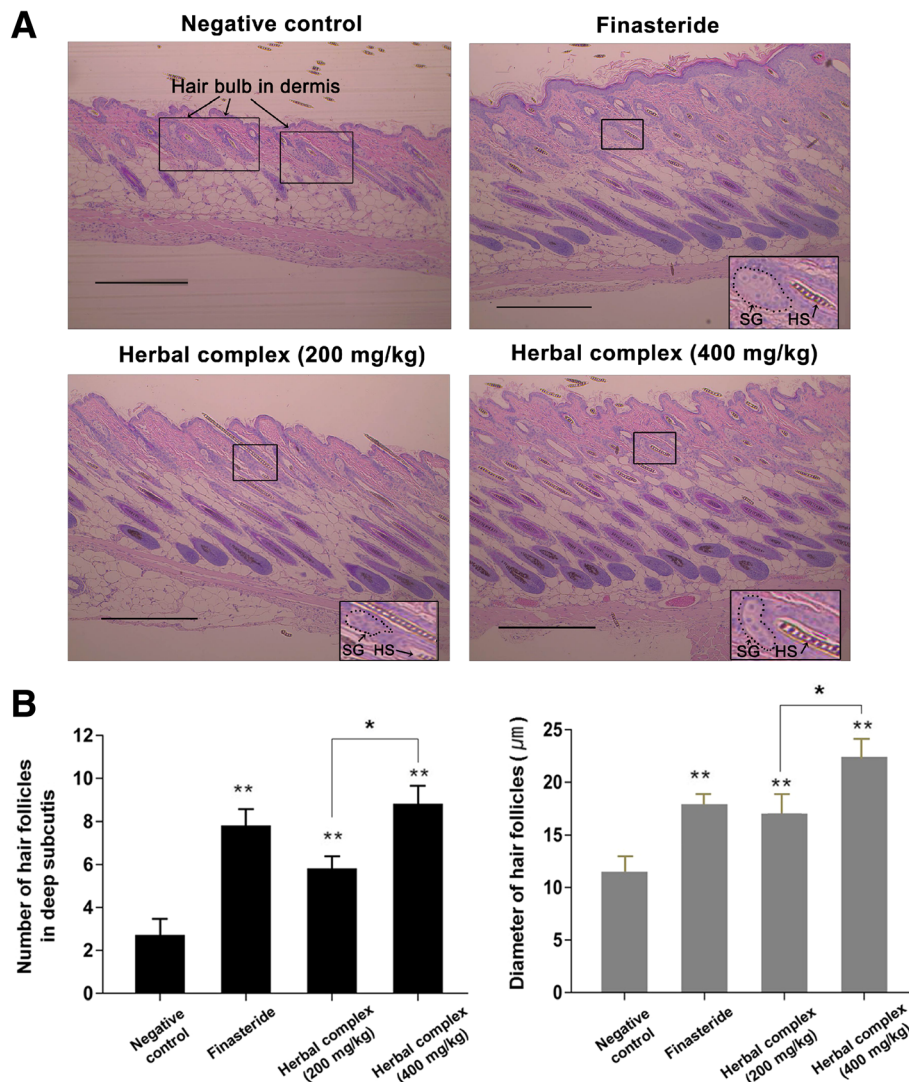 A
Negative control
Finasteride
Hair bulb in dermis
SG
HS
Herbal complex (200 mg/kg)
Herbal complex (400 mg/kg)
SG
HS
SG
HS
B
Number of hair follicles
in deep subcutis
12
10
8
6
4
2
0
**
**
*
**
Negative
control
Finasteride
Herbal complex
(200 mg/kg)
Herbal complex
(400 mg/kg)
Diameter of hair follicles ( ㎛ )
25
20
15
10
5
0
**
**
*
**
Negative
control
Finasteride
Herbal complex
(200 mg/kg)
Herbal complex
(400 mg/kg)